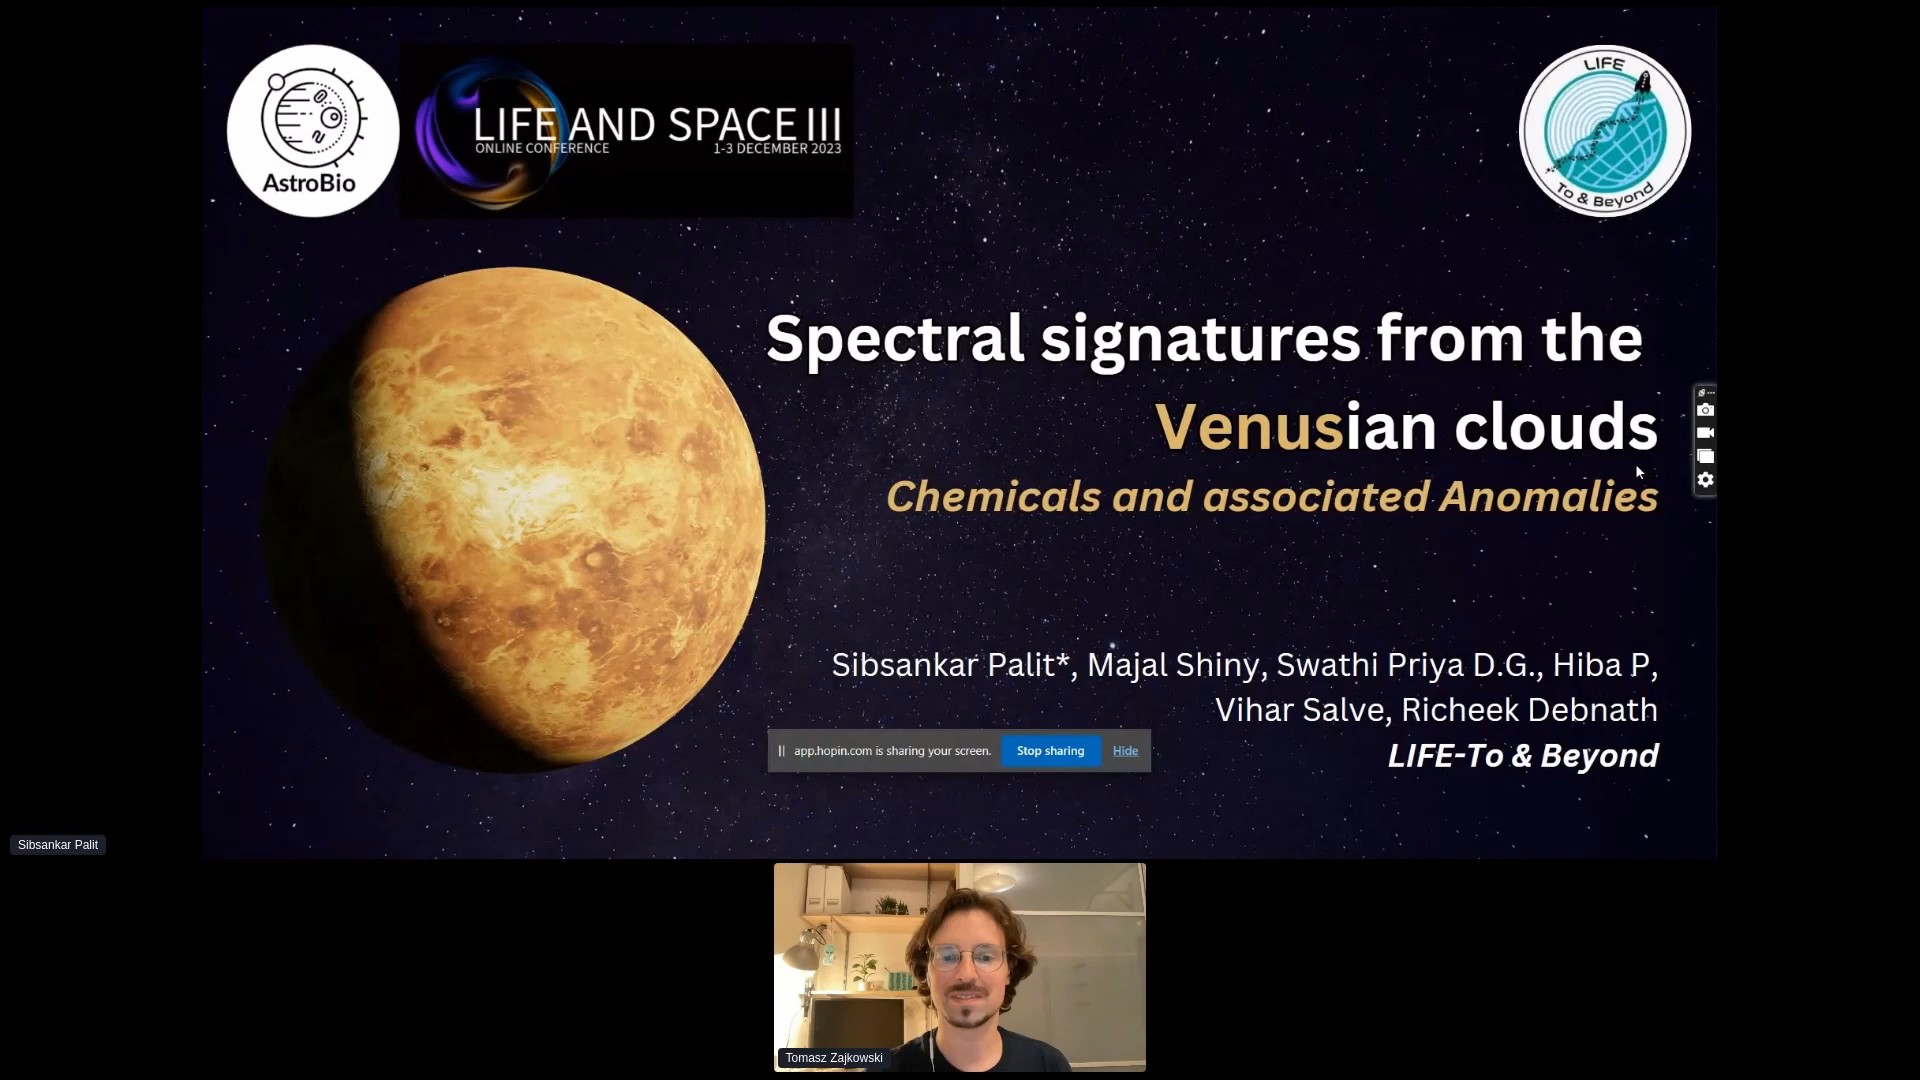 AstroBio
LIFE AND SPACE III
ONLINE CONFERENCE 1-3 DECEMBER 2023
LIFE
To & Beyond
Spectral signatures from the
Venusian clouds
Chemicals and associated Anomalies
Sibsankar Palit*, Majal Shiny, Swathi Priya D.G., Hiba P,
Vihar Salve, Richeek Debnath
LIFE-To & Beyond
app.hopin.com is sharing your screen. Stop sharing Hide
Sibsankar Palit
Tomasz Zajkowski